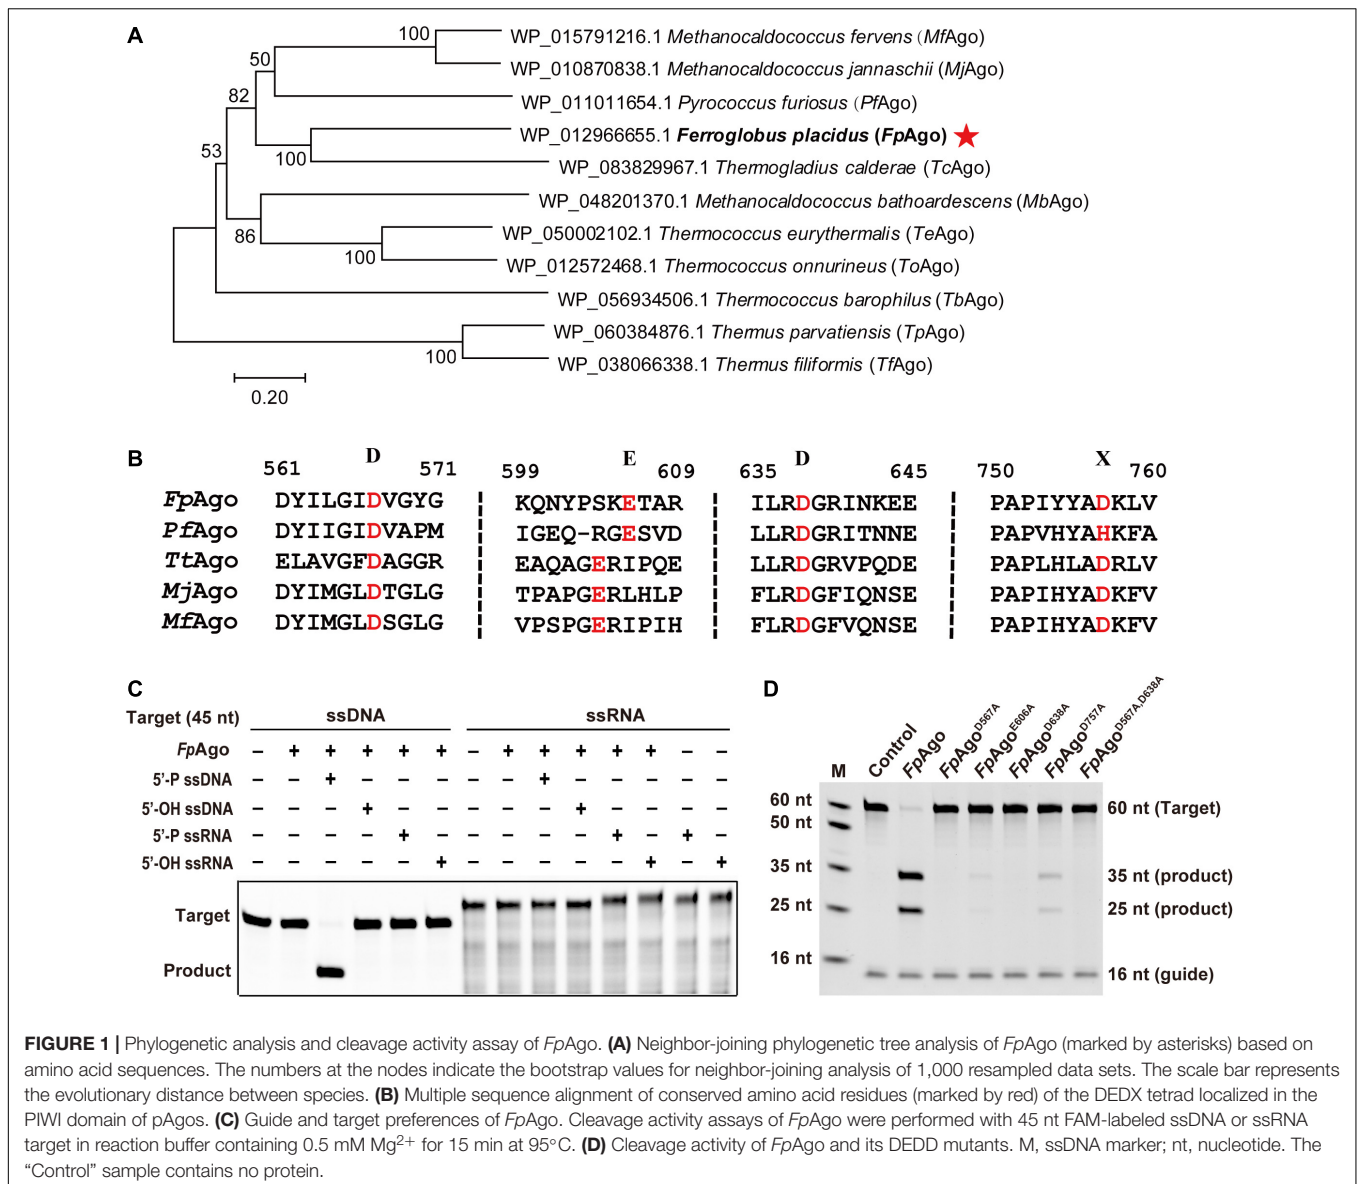 A
100 WP_015791216.1 Methanocaldococcus fervens (MfAgo)
50 WP_010870838.1 Methanocaldococcus jannaschii (MjAgo)
82 WP_011011654.1 Pyrococcus furiosus (PfAgo)
WP_012966655.1 Ferroglobus placidus (FpAgo)
53 100 WP_083829967.1 Thermogladius calderae (TcAgo)
WP_048201370.1 Methanocaldococcus bathoardescens (MbAgo)
86 WP_050002102.1 Thermococcus eurythermalis (TeAgo)
100 WP_012572468.1 Thermococcus onnurineus (ToAgo)
WP_056934506.1 Thermococcus barophilus (TbAgo)
WP_060384876.1 Thermus parvatiensis (TpAgo)
100 WP_038066338.1 Thermus filiformis (TfAgo)
0.20
B
561 D 571 599 E 609 635 D 645 750 X 760
FpAgo DYILGIDVGYG KQNYPSKETAR ILRDGRINKEE PAPIYYADKLV
PfAgo DYIIGIDVAPM IGEQ-RGESVD LLRDGRITNNE PAPVHYAHKFA
TtAgo ELAVGFDAGGR EAQAGERIPQE LLRDGRVPQDE PAPLHLADRLV
MjAgo DYIMGLDTGLG TPAPGERLHLP FLRDGFIQNSE PAPIHYADKFV
MfAgo DYIMGLDSGLG VPSPGERIPIH FLRDGFVQNSE PAPIHYADKFV
C
Target (45 nt) ssDNA ssRNA
FpAgo – + + + + + – + + + + + – –
5'-P ssDNA – – + – – – – – + – – – – –
5'-OH ssDNA – – – + – – – – – + – – – –
5'-P ssRNA – – – – + – – – – – + – + –
5'-OH ssRNA – – – – – + – – – – – + – +
Target
Product
D
M Control FpAgo FpAgoD567A FpAgoE606A FpAgoD638A FpAgoD757A FpAgoD567A,D638A
60 nt 60 nt (Target)
50 nt
35 nt 35 nt (product)
25 nt 25 nt (product)
16 nt 16 nt (guide)
FIGURE 1 | Phylogenetic analysis and cleavage activity assay of FpAgo. (A) Neighbor-joining phylogenetic tree analysis of FpAgo (marked by asterisks) based on
amino acid sequences. The numbers at the nodes indicate the bootstrap values for neighbor-joining analysis of 1,000 resampled data sets. The scale bar represents
the evolutionary distance between species. (B) Multiple sequence alignment of conserved amino acid residues (marked by red) of the DEDX tetrad localized in the
PIWI domain of pAgos. (C) Guide and target preferences of FpAgo. Cleavage activity assays of FpAgo were performed with 45 nt FAM-labeled ssDNA or ssRNA
target in reaction buffer containing 0.5 mM Mg2+ for 15 min at 95°C. (D) Cleavage activity of FpAgo and its DEDD mutants. M, ssDNA marker; nt, nucleotide. The
“Control” sample contains no protein.